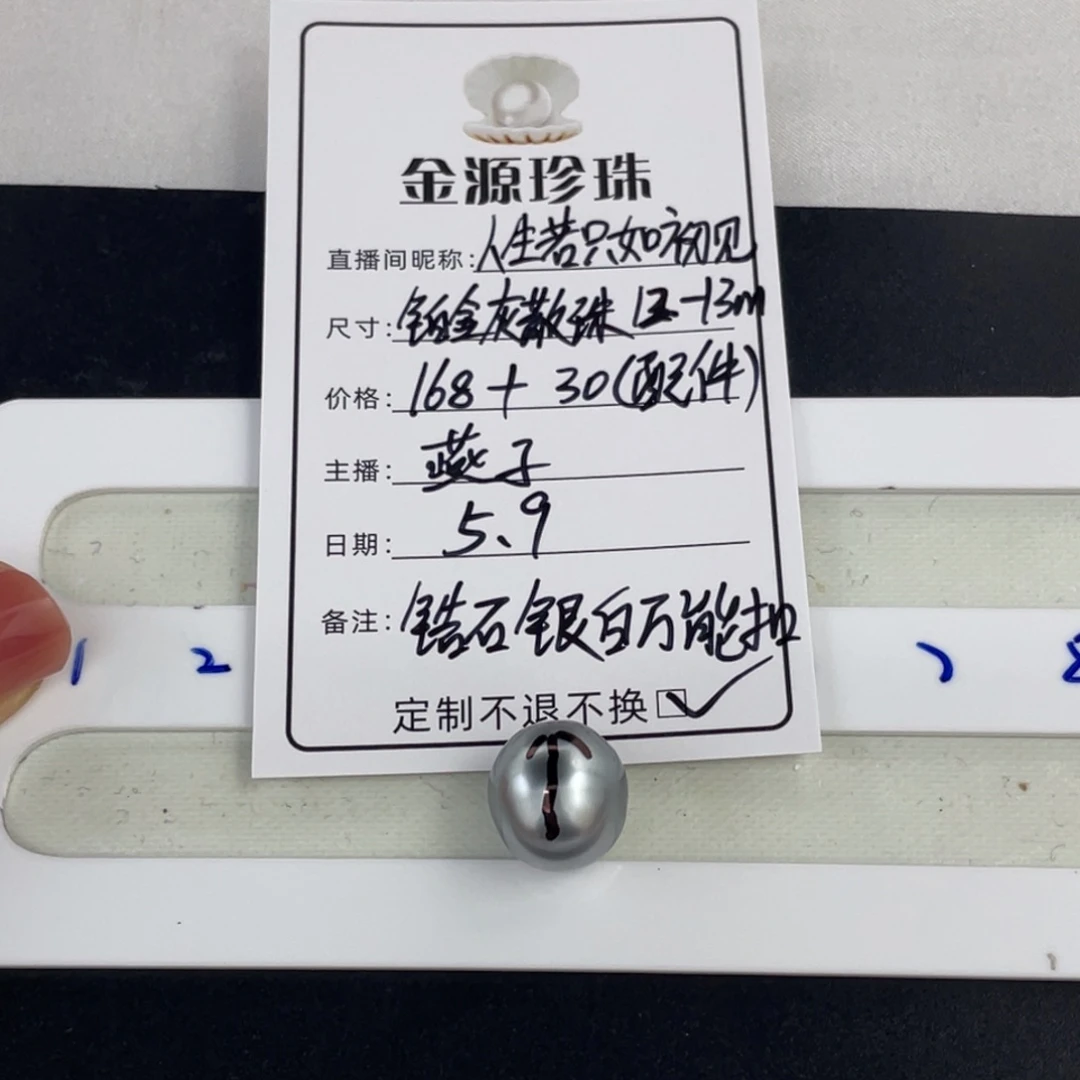 金源珍珠
直播间昵称:人生若只如初见
尺寸:铂金灰散珠 12-13m
价格:168+30(配件)
主播:燕子
日期:5、9
备注:锆石银白万能扣
定制不退不换☑
1 2 7 8